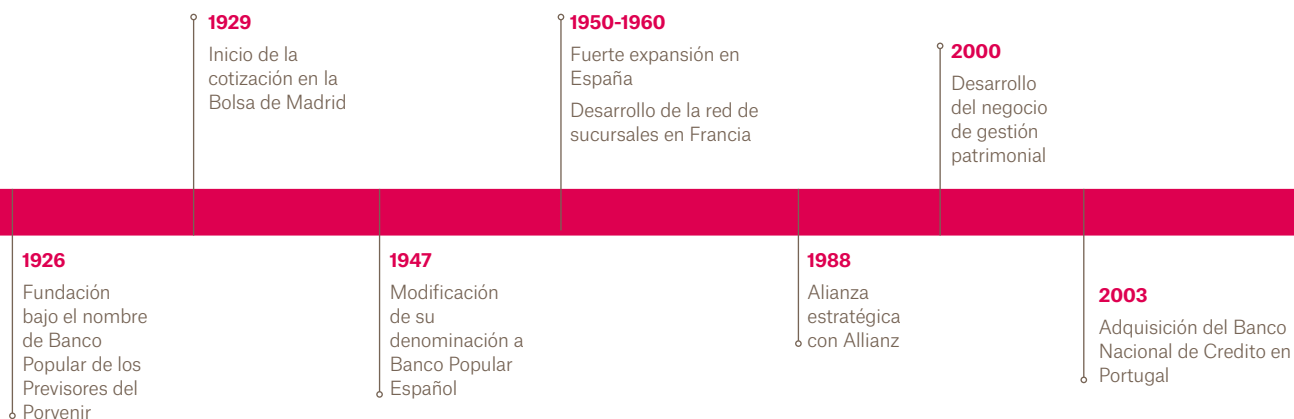 1929
Inicio de la
cotización en la
Bolsa de Madrid
1950-1960
Fuerte expansión en
España
Desarrollo de la red de
sucursales en Francia
2000
Desarrollo
del negocio
de gestión
patrimonial
1926
Fundación
bajo el nombre
de Banco
Popular de los
Previsores del
Porvenir
1947
Modificación
de su
denominación a
Banco Popular
Español
1988
Alianza
estratégica
con Allianz
2003
Adquisición del Banco
Nacional de Credito en
Portugal